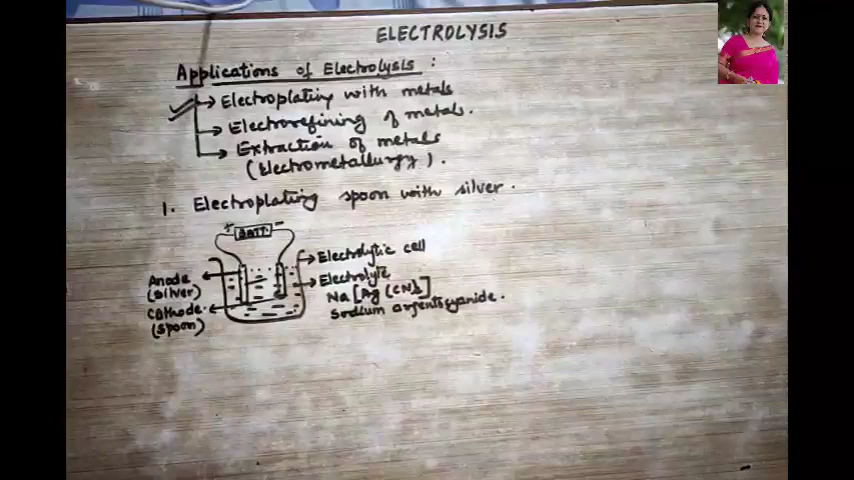 ELECTROLYSIS
Applications of Electrolysis :
→ Electroplating with metals
→ Electrorefining of metals.
→ Extraction of metals
(Electrometallurgy).
1. Electroplating spoon with silver.
+ BATT. -
→ Electrolytic cell
Anode
(silver)
→ Electrolyte
Na [Ag (CN)2]
Cathode.
(spoon)
Sodium argentocyanide.